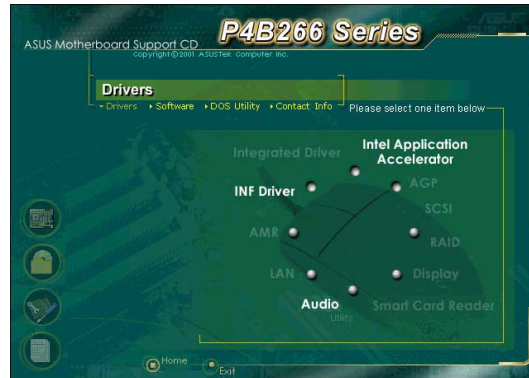 P4B266 Series
ASUS Motherboard Support CD
Copyright©2001 ASUSTeK Computer Inc.
Drivers
Drivers Software DOS Utility Contact Info
Please select one item below
Integrated Driver
Intel Application
Accelerator
INF Driver
AGP
SCSI
AMR
RAID
LAN
Display
Audio
Utility
Smart Card Reader
Home
Exit